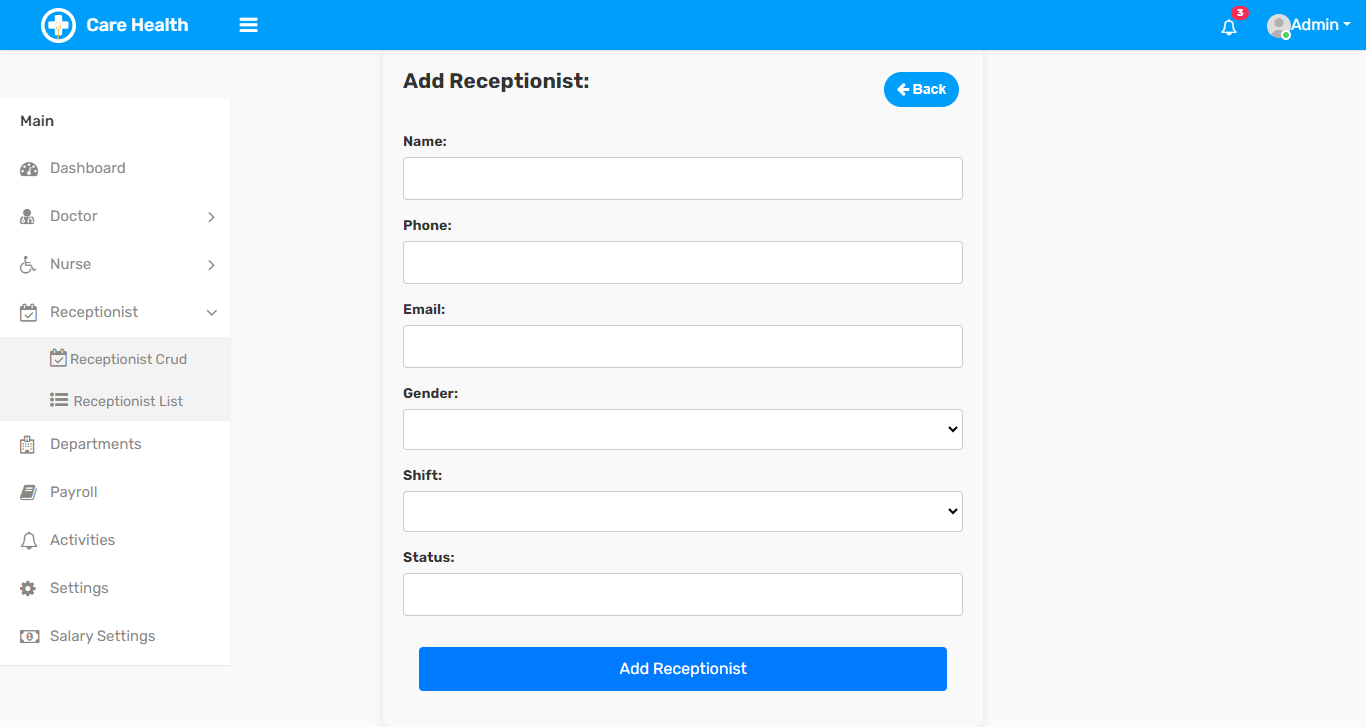 Care Health
3
Admin
Main
Dashboard
Doctor
Nurse
Receptionist
Receptionist Crud
Receptionist List
Departments
Payroll
Activities
Settings
Salary Settings
Add Receptionist:
Back
Name:
Phone:
Email:
Gender:
Shift:
Status:
Add Receptionist